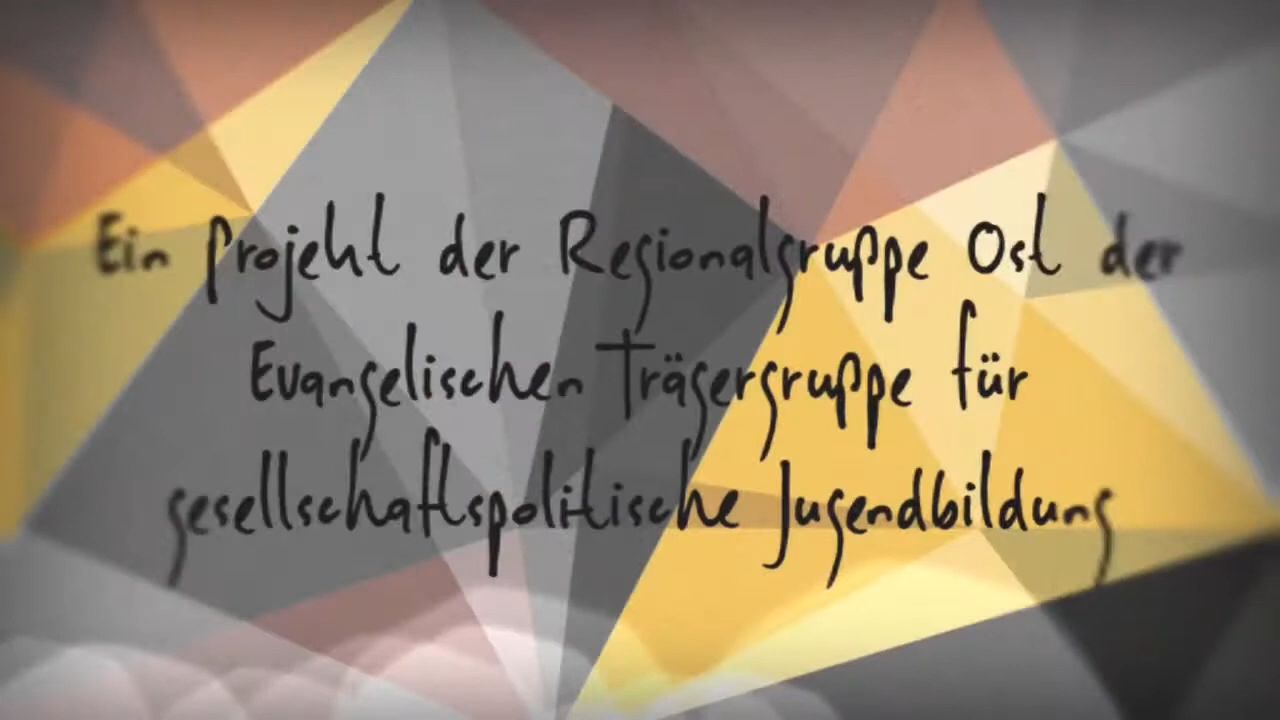 Ein Projekt der Regionalgruppe Ost der
Evangelischen Trägergruppe für
gesellschaftspolitische Jugendbildung